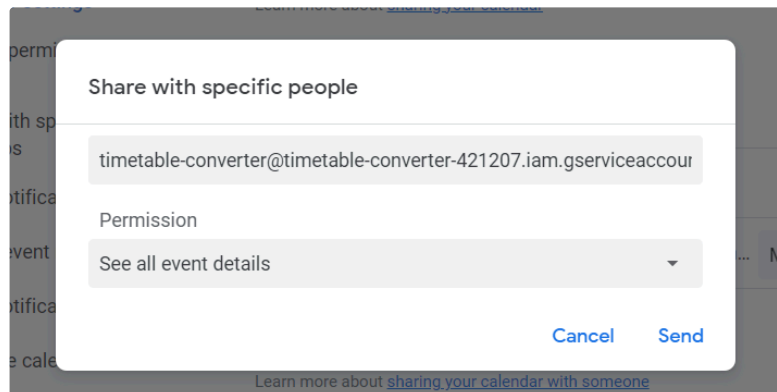 Learn more about sharing your calendar
Share with specific people
timetable-converter@timetable-converter-421207.iam.gserviceaccour
Permission
See all event details
Cancel Send
Learn more about sharing your calendar with someone